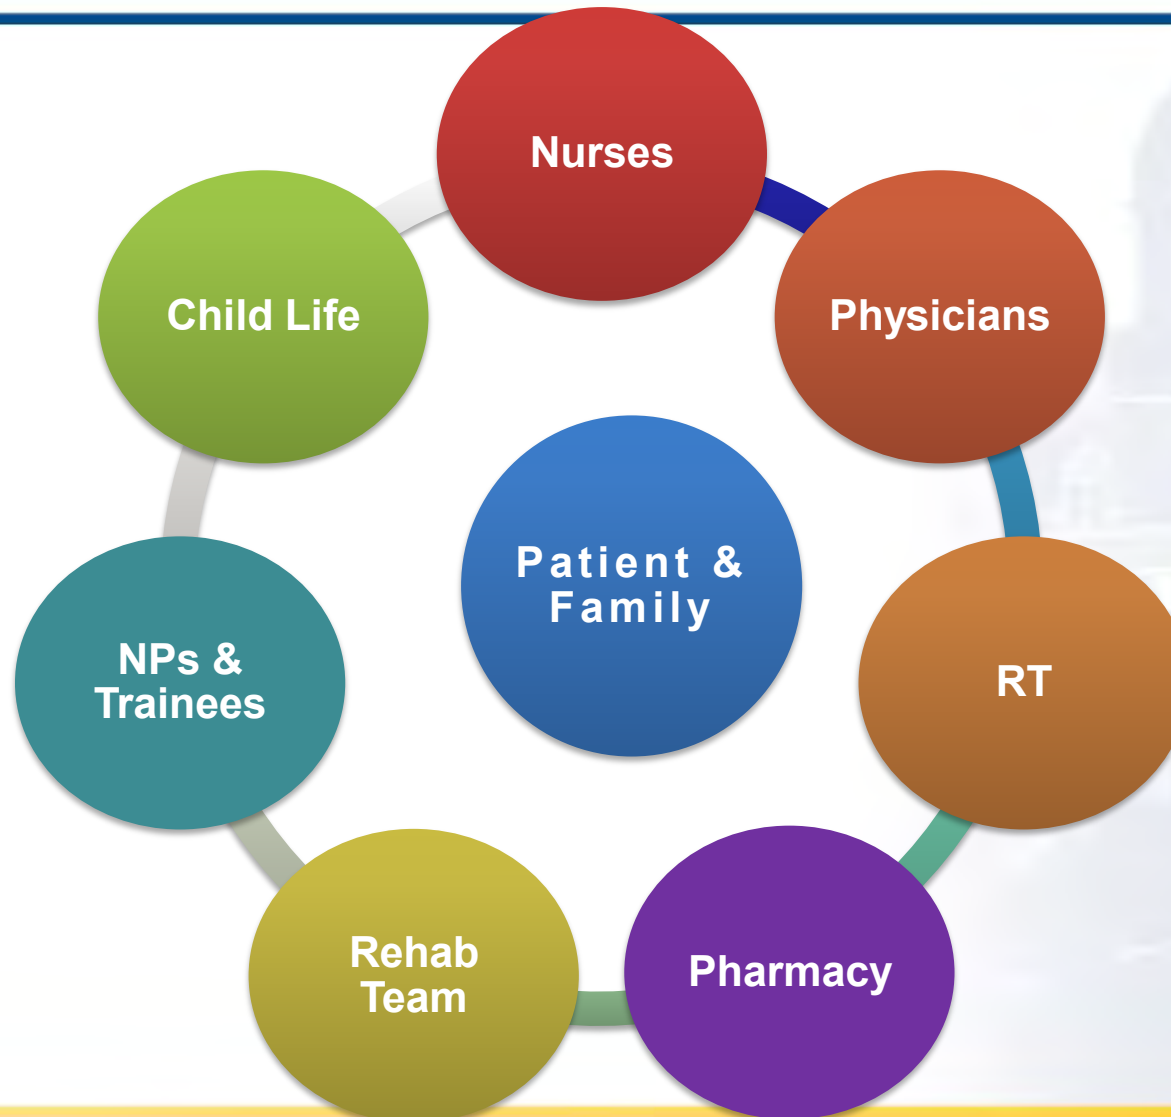 Nurses
Physicians
Child Life
Patient &
Family
RT
NPs &
Trainees
Pharmacy
Rehab
Team